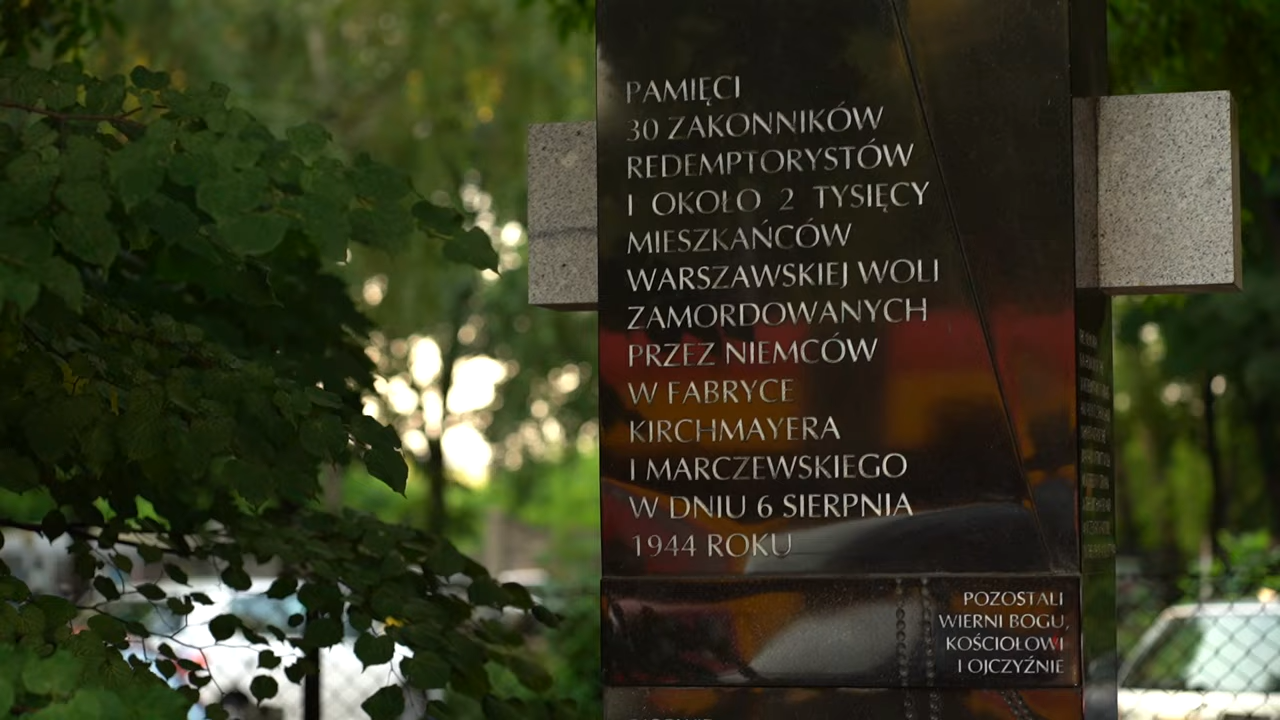 PAMIĘCI
30 ZAKONNIKÓW
REDEMPTORYSTÓW
I OKOŁO 2 TYSIĘCY
MIESZKAŃCÓW
WARSZAWSKIEJ WOLI
ZAMORDOWANYCH
PRZEZ NIEMCÓW
W FABRYCE
KIRCHMAYERA
I MARCZEWSKIEGO
W DNIU 6 SIERPNIA
1944 ROKU
POZOSTALI
WIERNI BOGU,
KOŚCIOŁOWI
I OJCZYŹNIE